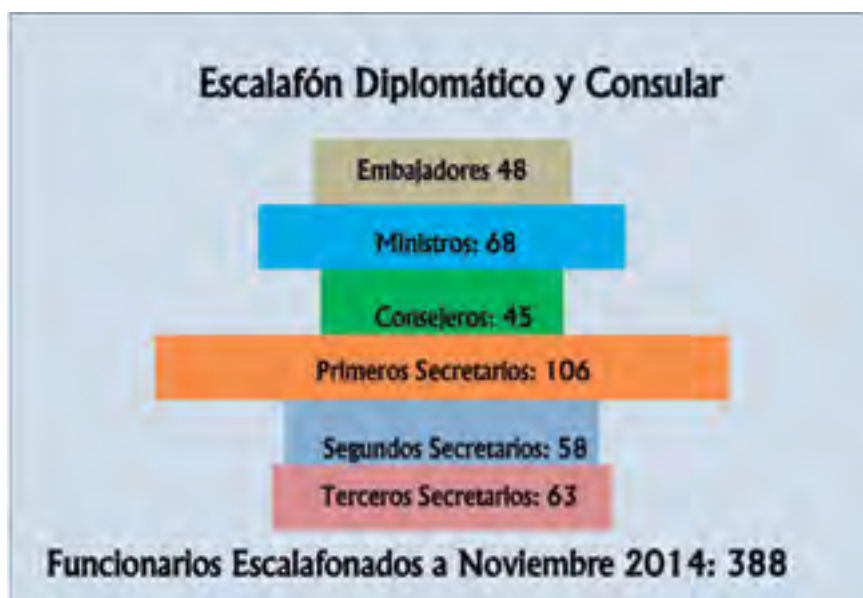 Escalafón Diplomático y Consular
Embajadores 48
Ministros: 68
Consejeros: 45
Primeros Secretarios: 106
Segundos Secretarios: 58
Terceros Secretarios: 63
Funcionarios Escalafonados a Noviembre 2014: 388